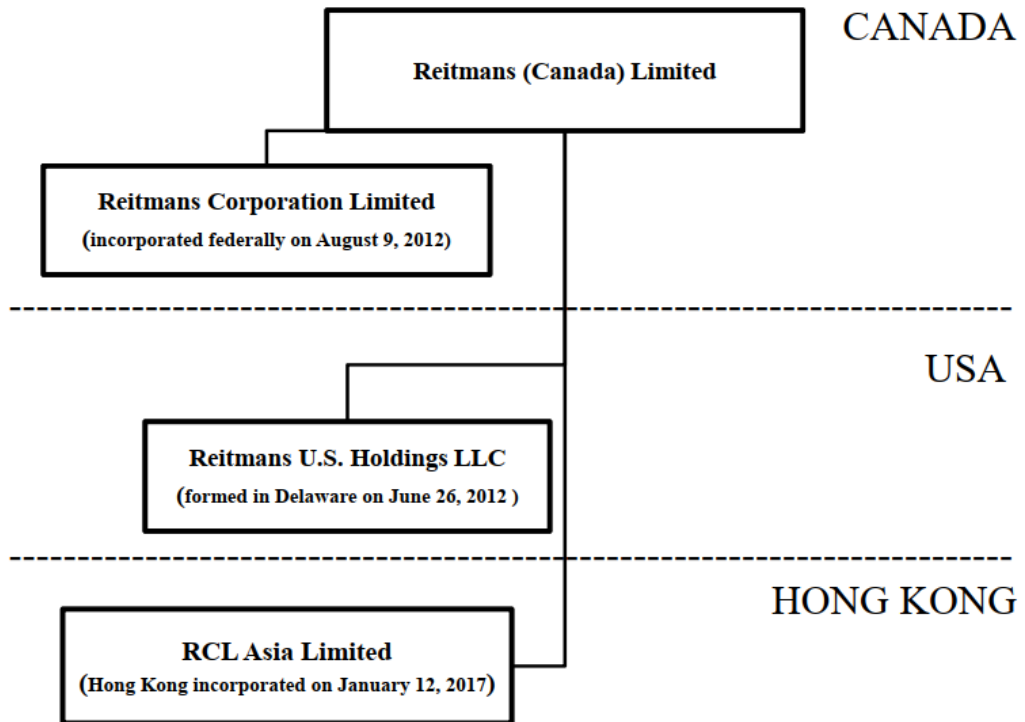 CANADA
Reitmans (Canada) Limited
Reitmans Corporation Limited
(incorporated federally on August 9, 2012)
USA
Reitmans U.S. Holdings LLC
(formed in Delaware on June 26, 2012 )
HONG KONG
RCL Asia Limited
(Hong Kong incorporated on January 12, 2017)